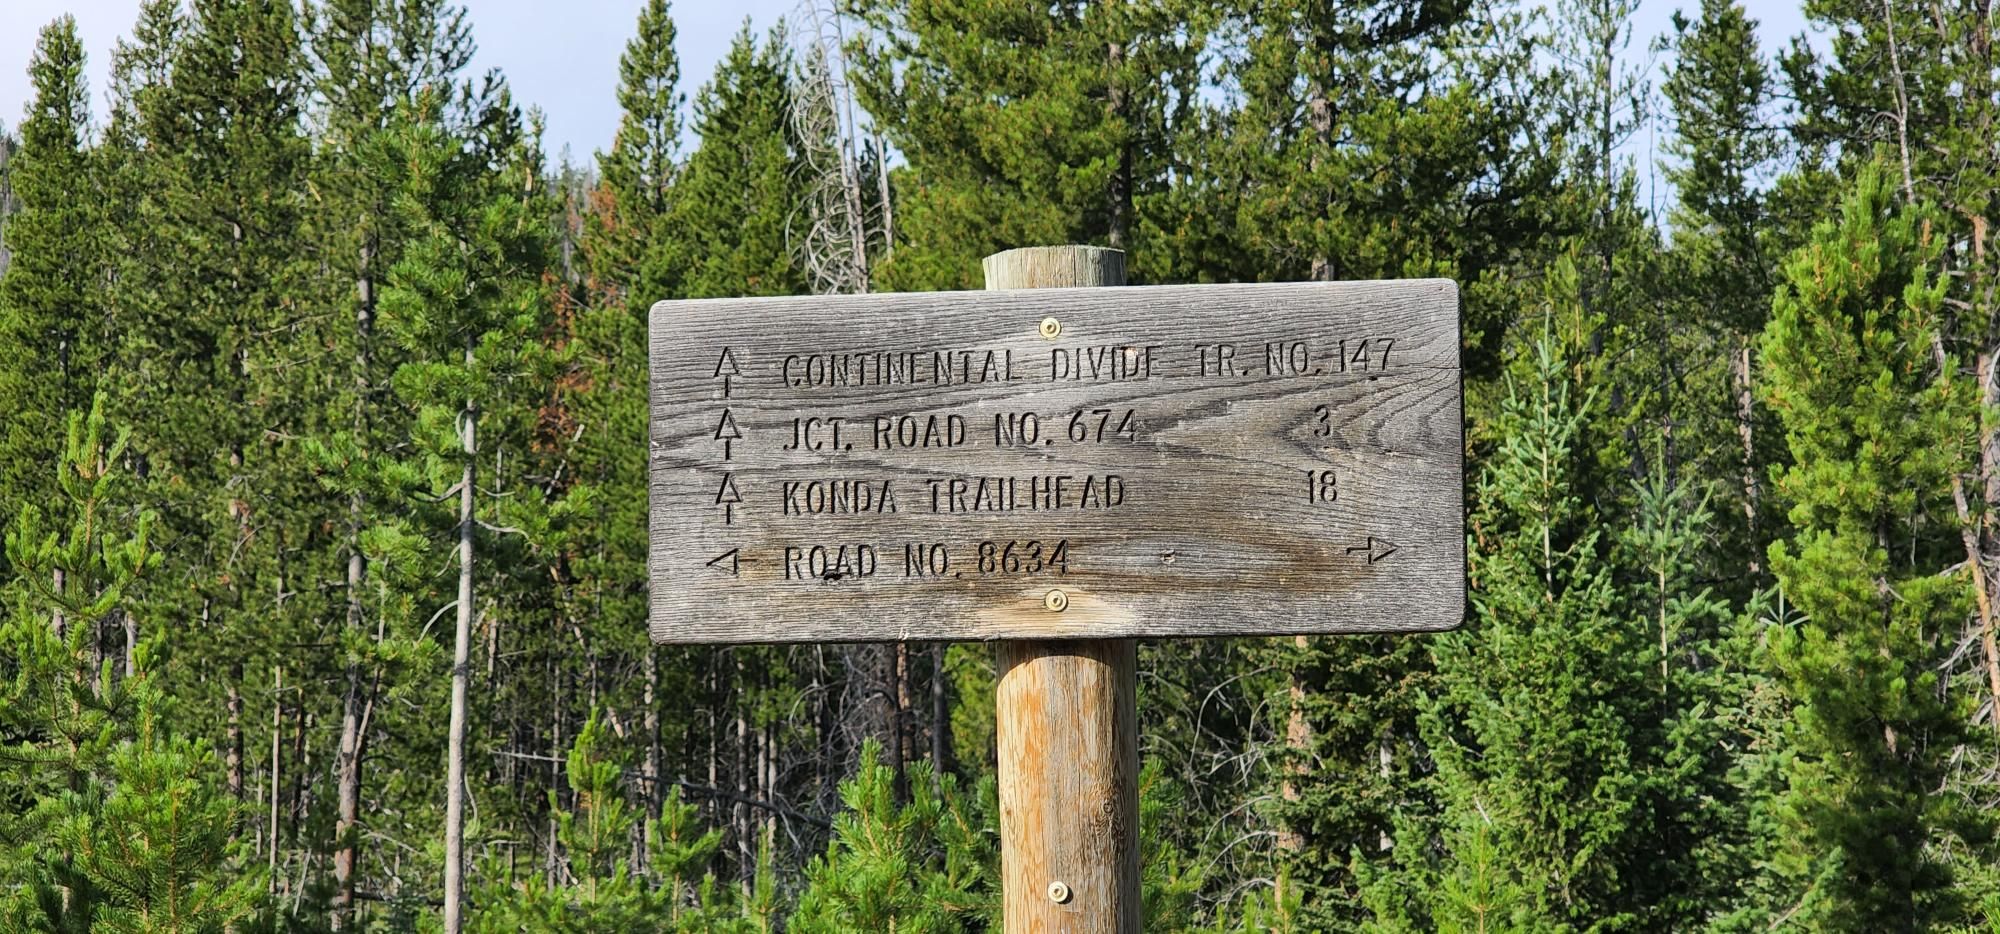 CONTINENTAL DIVIDE TR. NO. 147
JCT. ROAD NO. 674 3
KONDA TRAILHEAD 18
ROAD NO. 8634